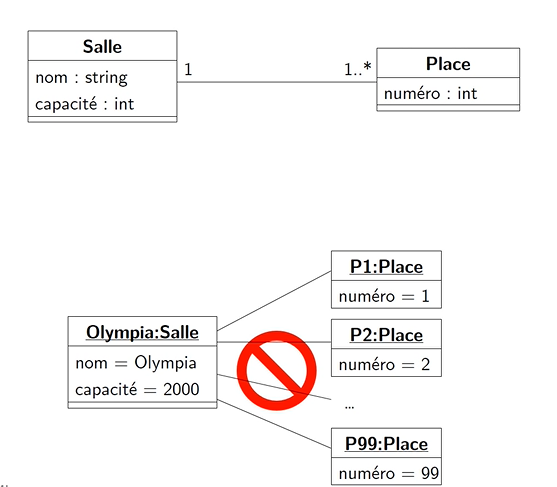 Salle
nom : string
capacité : int
1
1..*
Place
numéro : int
P1:Place
numéro = 1
Olympia:Salle
nom = Olympia
capacité = 2000
P2:Place
numéro = 2
...
P99:Place
numéro = 99